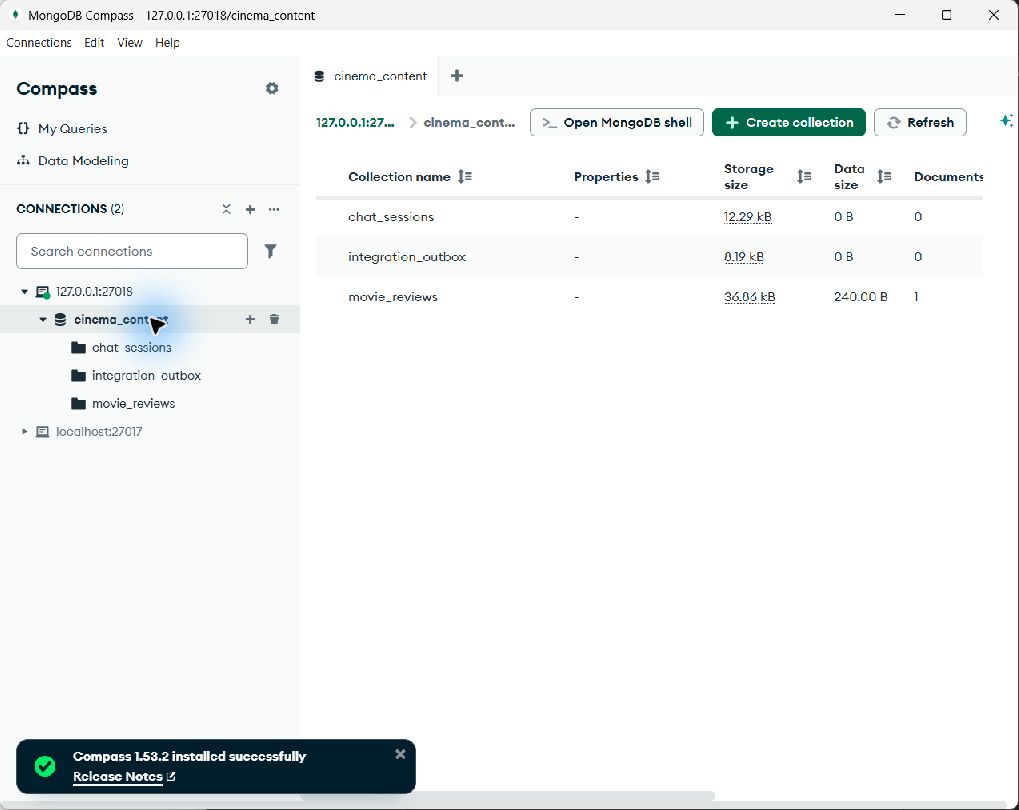 MongoDB Compass - 127.0.0.1:27018/cinema_content
Connections Edit View Help
Compass
My Queries
Data Modeling
CONNECTIONS (2)
Search connections
127.0.0.1:27018
cinema_content
chat_sessions
integration_outbox
movie_reviews
localhost:27017
cinema_content
127.0.0.1:27... cinema_cont... Open MongoDB shell Create collection Refresh
Collection name Properties Storage size Data size Documents
chat_sessions - 12.29 kB 0 B 0
integration_outbox - 8.19 kB 0 B 0
movie_reviews - 36.86 kB 240.00 B 1
Compass 1.53.2 installed successfully
Release Notes